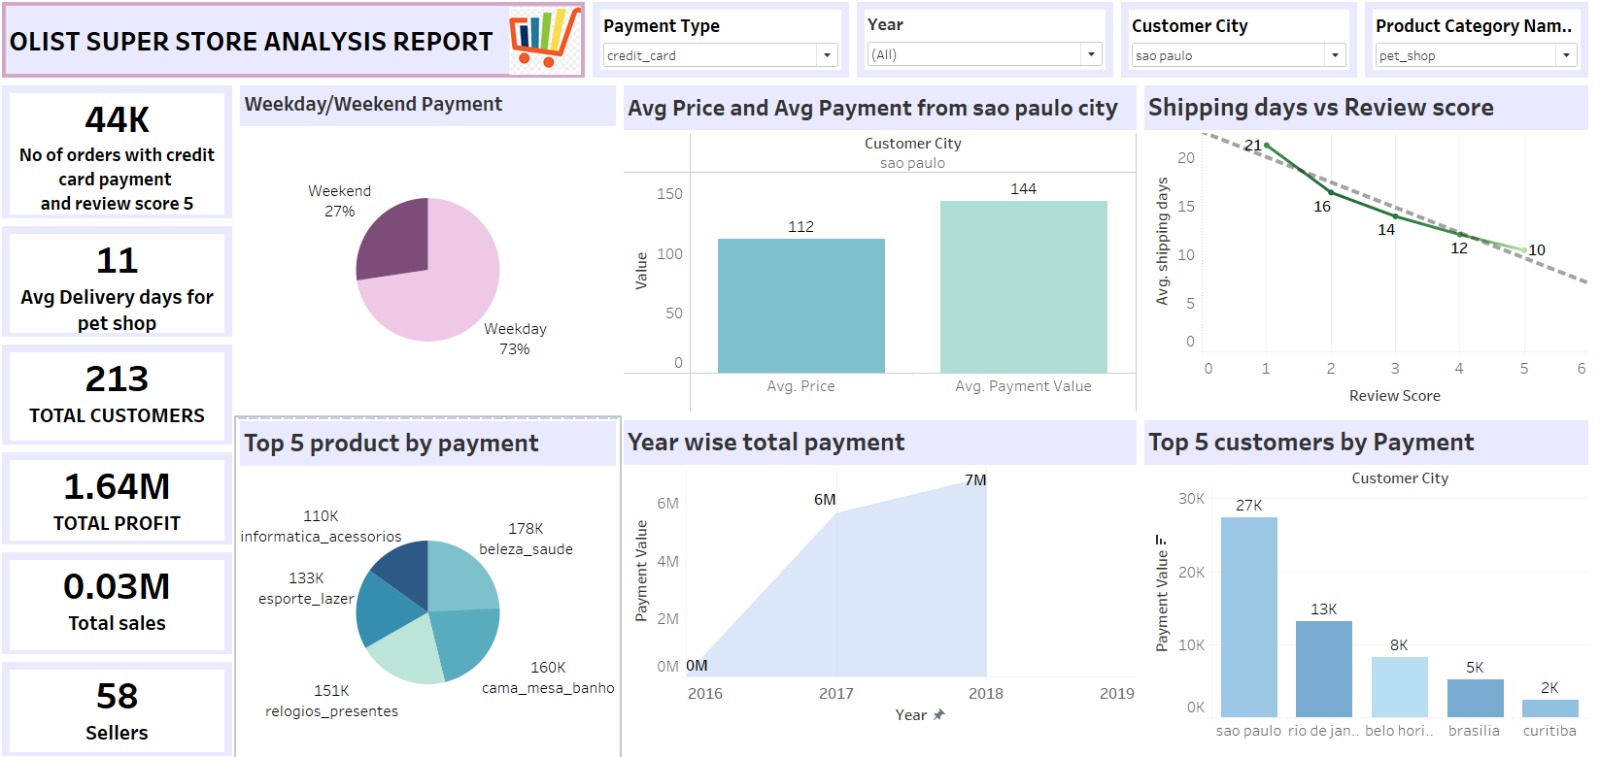 OLIST SUPER STORE ANALYSIS REPORT
Payment Type
credit_card
Year
(All)
Customer City
sao paulo
Product Category Nam..
pet_shop
44K
No of orders with credit
card payment
and review score 5
11
Avg Delivery days for
pet shop
213
TOTAL CUSTOMERS
1.64M
TOTAL PROFIT
0.03M
Total sales
58
Sellers
Weekday/Weekend Payment
Weekend
27%
Weekday
73%
Avg Price and Avg Payment from sao paulo city
Customer City
sao paulo
Value
150
100
50
0
112
144
Avg. Price
Avg. Payment Value
Shipping days vs Review score
Avg. shipping days
20
15
10
5
0
21
16
14
12
10
0 1 2 3 4 5 6
Review Score
Top 5 product by payment
110K
informatica_acessorios
178K
beleza_saude
133K
esporte_lazer
160K
cama_mesa_banho
151K
relogios_presentes
Year wise total payment
Payment Value
6M
4M
2M
0M
0M
6M
7M
2016 2017 2018 2019
Year
Top 5 customers by Payment
Customer City
Payment Value
30K
20K
10K
0K
27K
13K
8K
5K
2K
sao paulo rio de jan.. belo hori.. brasilia curitiba